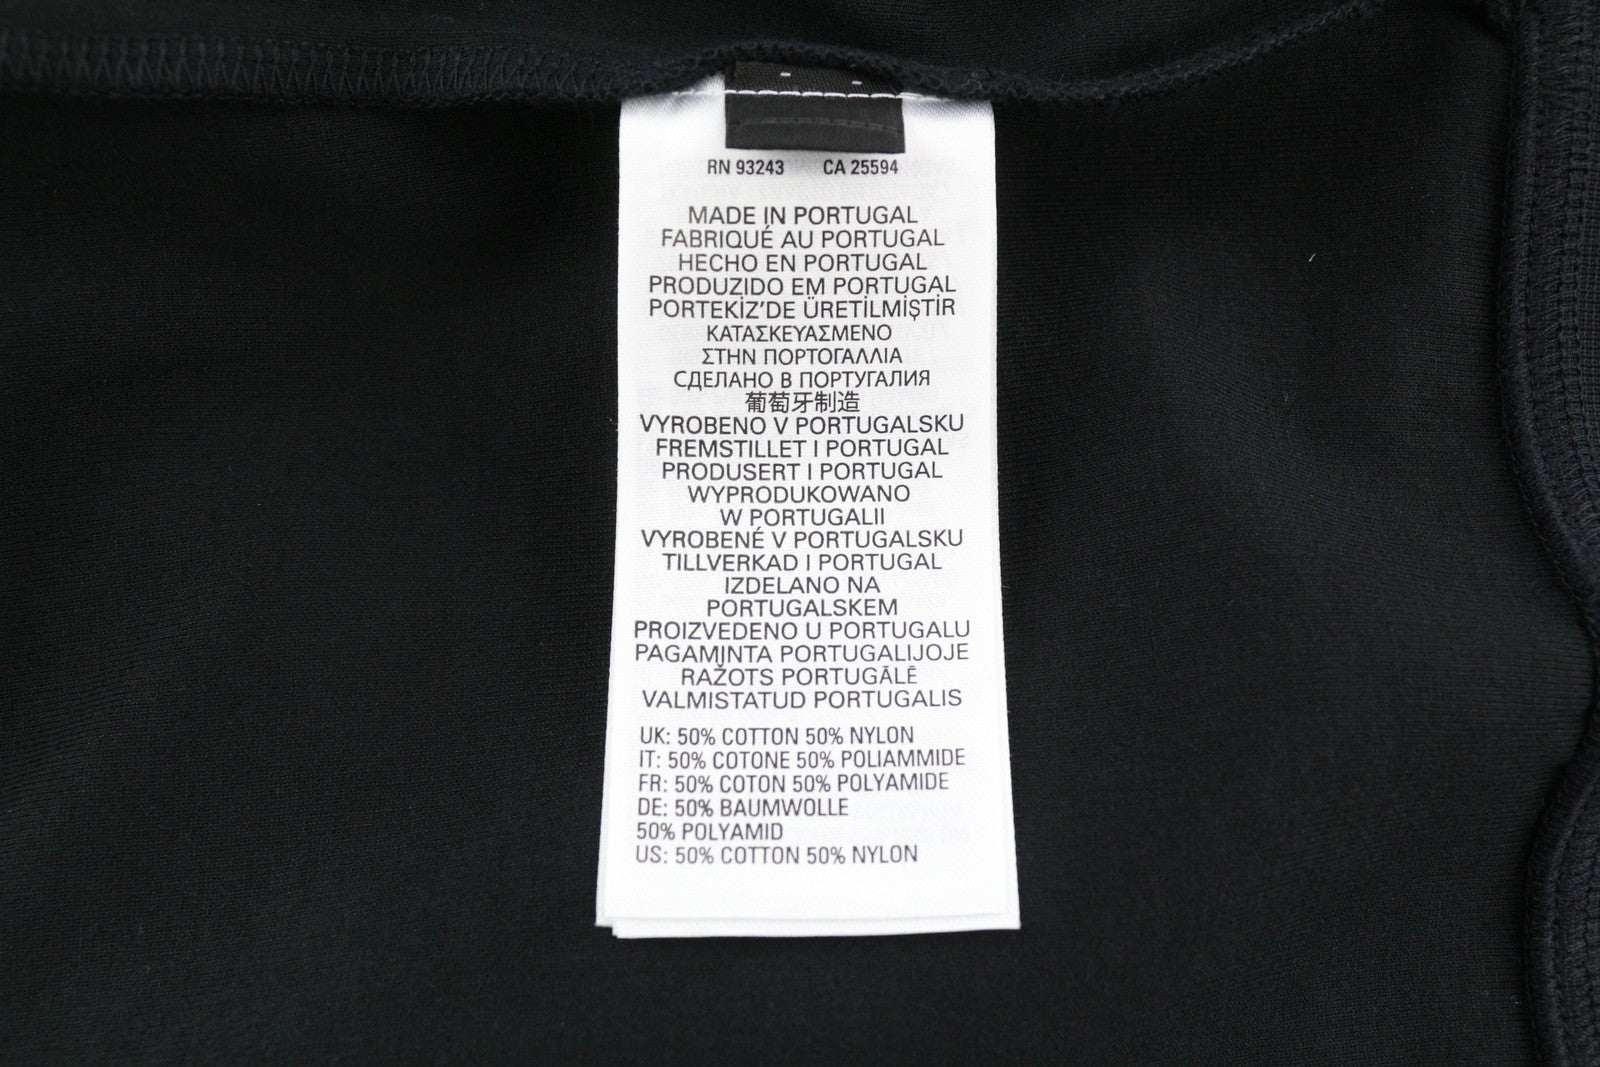 RN 93243 CA 25594
MADE IN PORTUGAL
FABRIQUÉ AU PORTUGAL
HECHO EN PORTUGAL
PRODUZIDO EM PORTUGAL
PORTEKİZ'DE ÜRETİLMİŞTİR
ΚΑΤΑΣΚΕΥΑΣΜΕΝΟ
ΣΤΗΝ ΠΟΡΤΟΓΑΛΛΙΑ
СДЕЛАНО В ПОРТУГАЛИЯ
葡萄牙制造
VYROBENO V PORTUGALSKU
FREMSTILLET I PORTUGAL
PRODUSERT I PORTUGAL
WYPRODUKOWANO
W PORTUGALII
VYROBENÉ V PORTUGALSKU
TILLVERKAD I PORTUGAL
IZDELANO NA
PORTUGALSKEM
PROIZVEDENO U PORTUGALU
PAGAMINTA PORTUGALIJOJE
RAŽOTS PORTUGĀLĒ
VALMISTATUD PORTUGALIS
UK: 50% COTTON 50% NYLON
IT: 50% COTONE 50% POLIAMMIDE
FR: 50% COTON 50% POLYAMIDE
DE: 50% BAUMWOLLE
50% POLYAMID
US: 50% COTTON 50% NYLON